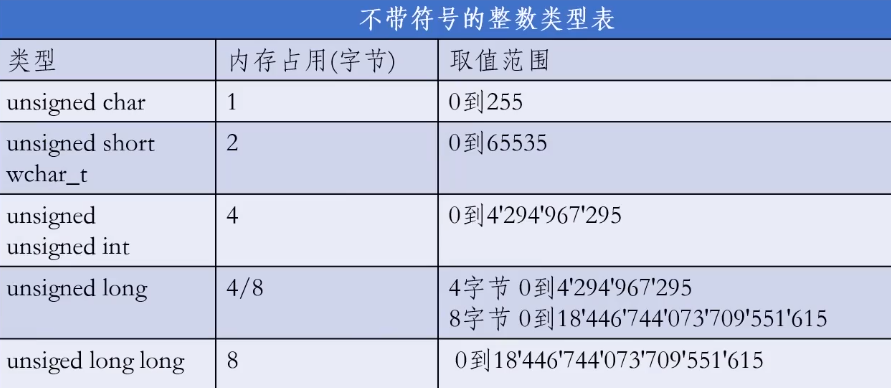 不带符号的整数类型表
类型 内存占用(字节) 取值范围
unsigned char 1 0到255
unsigned short 2 0到65535
wchar_t
unsigned 4 0到4'294'967'295
unsigned int
unsigned long 4/8 4字节 0到4'294'967'295
8字节 0到18'446'744'073'709'551'615
unsiged long long 8 0到18'446'744'073'709'551'615